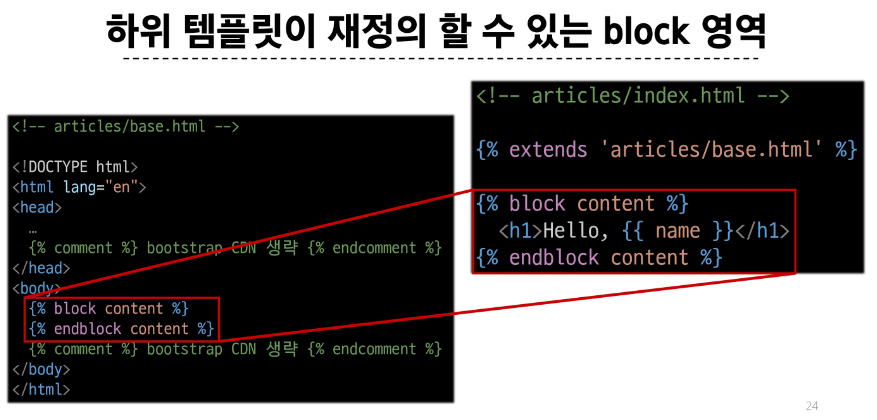 하위 템플릿이 재정의 할 수 있는 block 영역
<!-- articles/base.html -->
<!DOCTYPE html>
<html lang="en">
<head>
…
{% comment %} bootstrap CDN 생략 {% endcomment %}
</head>
<body>
{% block content %}
{% endblock content %}
{% comment %} bootstrap CDN 생략 {% endcomment %}
</body>
</html>
<!-- articles/index.html -->
{% extends 'articles/base.html' %}
{% block content %}
<h1>Hello, {{ name }}</h1>
{% endblock content %}
24